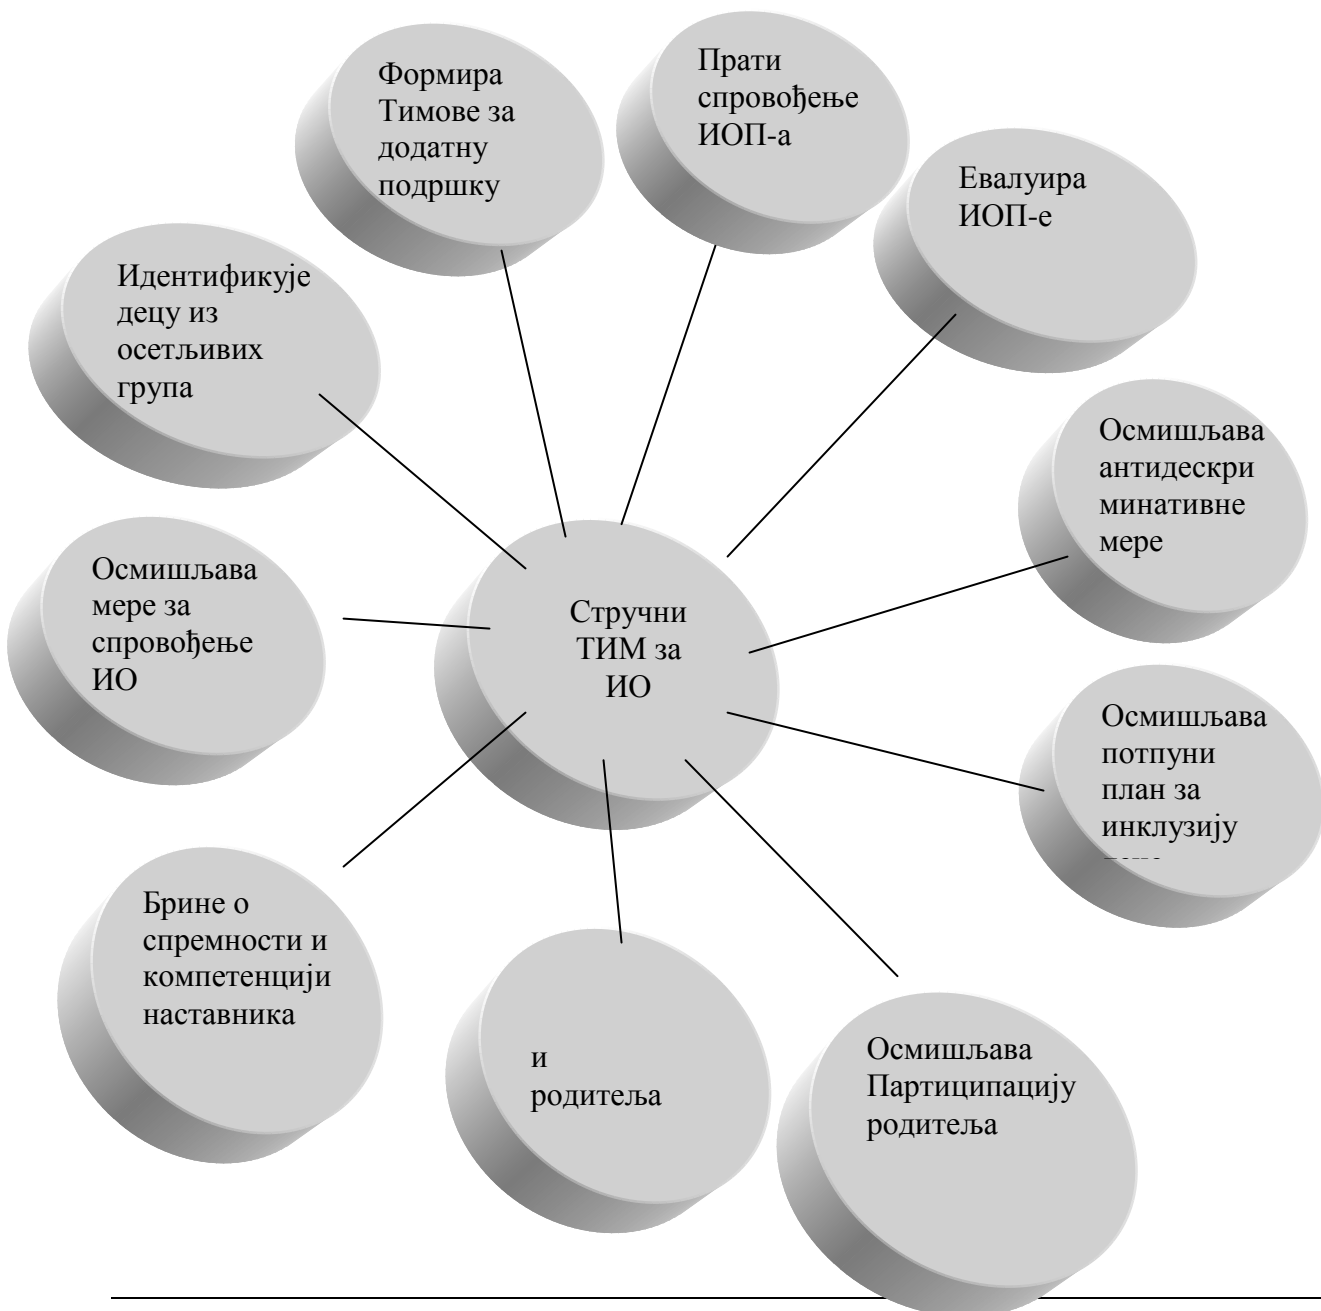 Формира
Тимове за
додатну
подршку
Прати
спровођење
ИОП-а
Евалуира
ИОП-е
Идентификује
децу из
осетљивих
група
Осмишљава
антидескри
минативне
мере
Осмишљава
мере за
спровођење
ИО
Стручни
ТИМ за
ИО
Осмишљава
потпуни
план за
инклузију
Брине о
спремности и
компетенцији
наставника
и
родитеља
Осмишљава
Партиципацију
родитеља